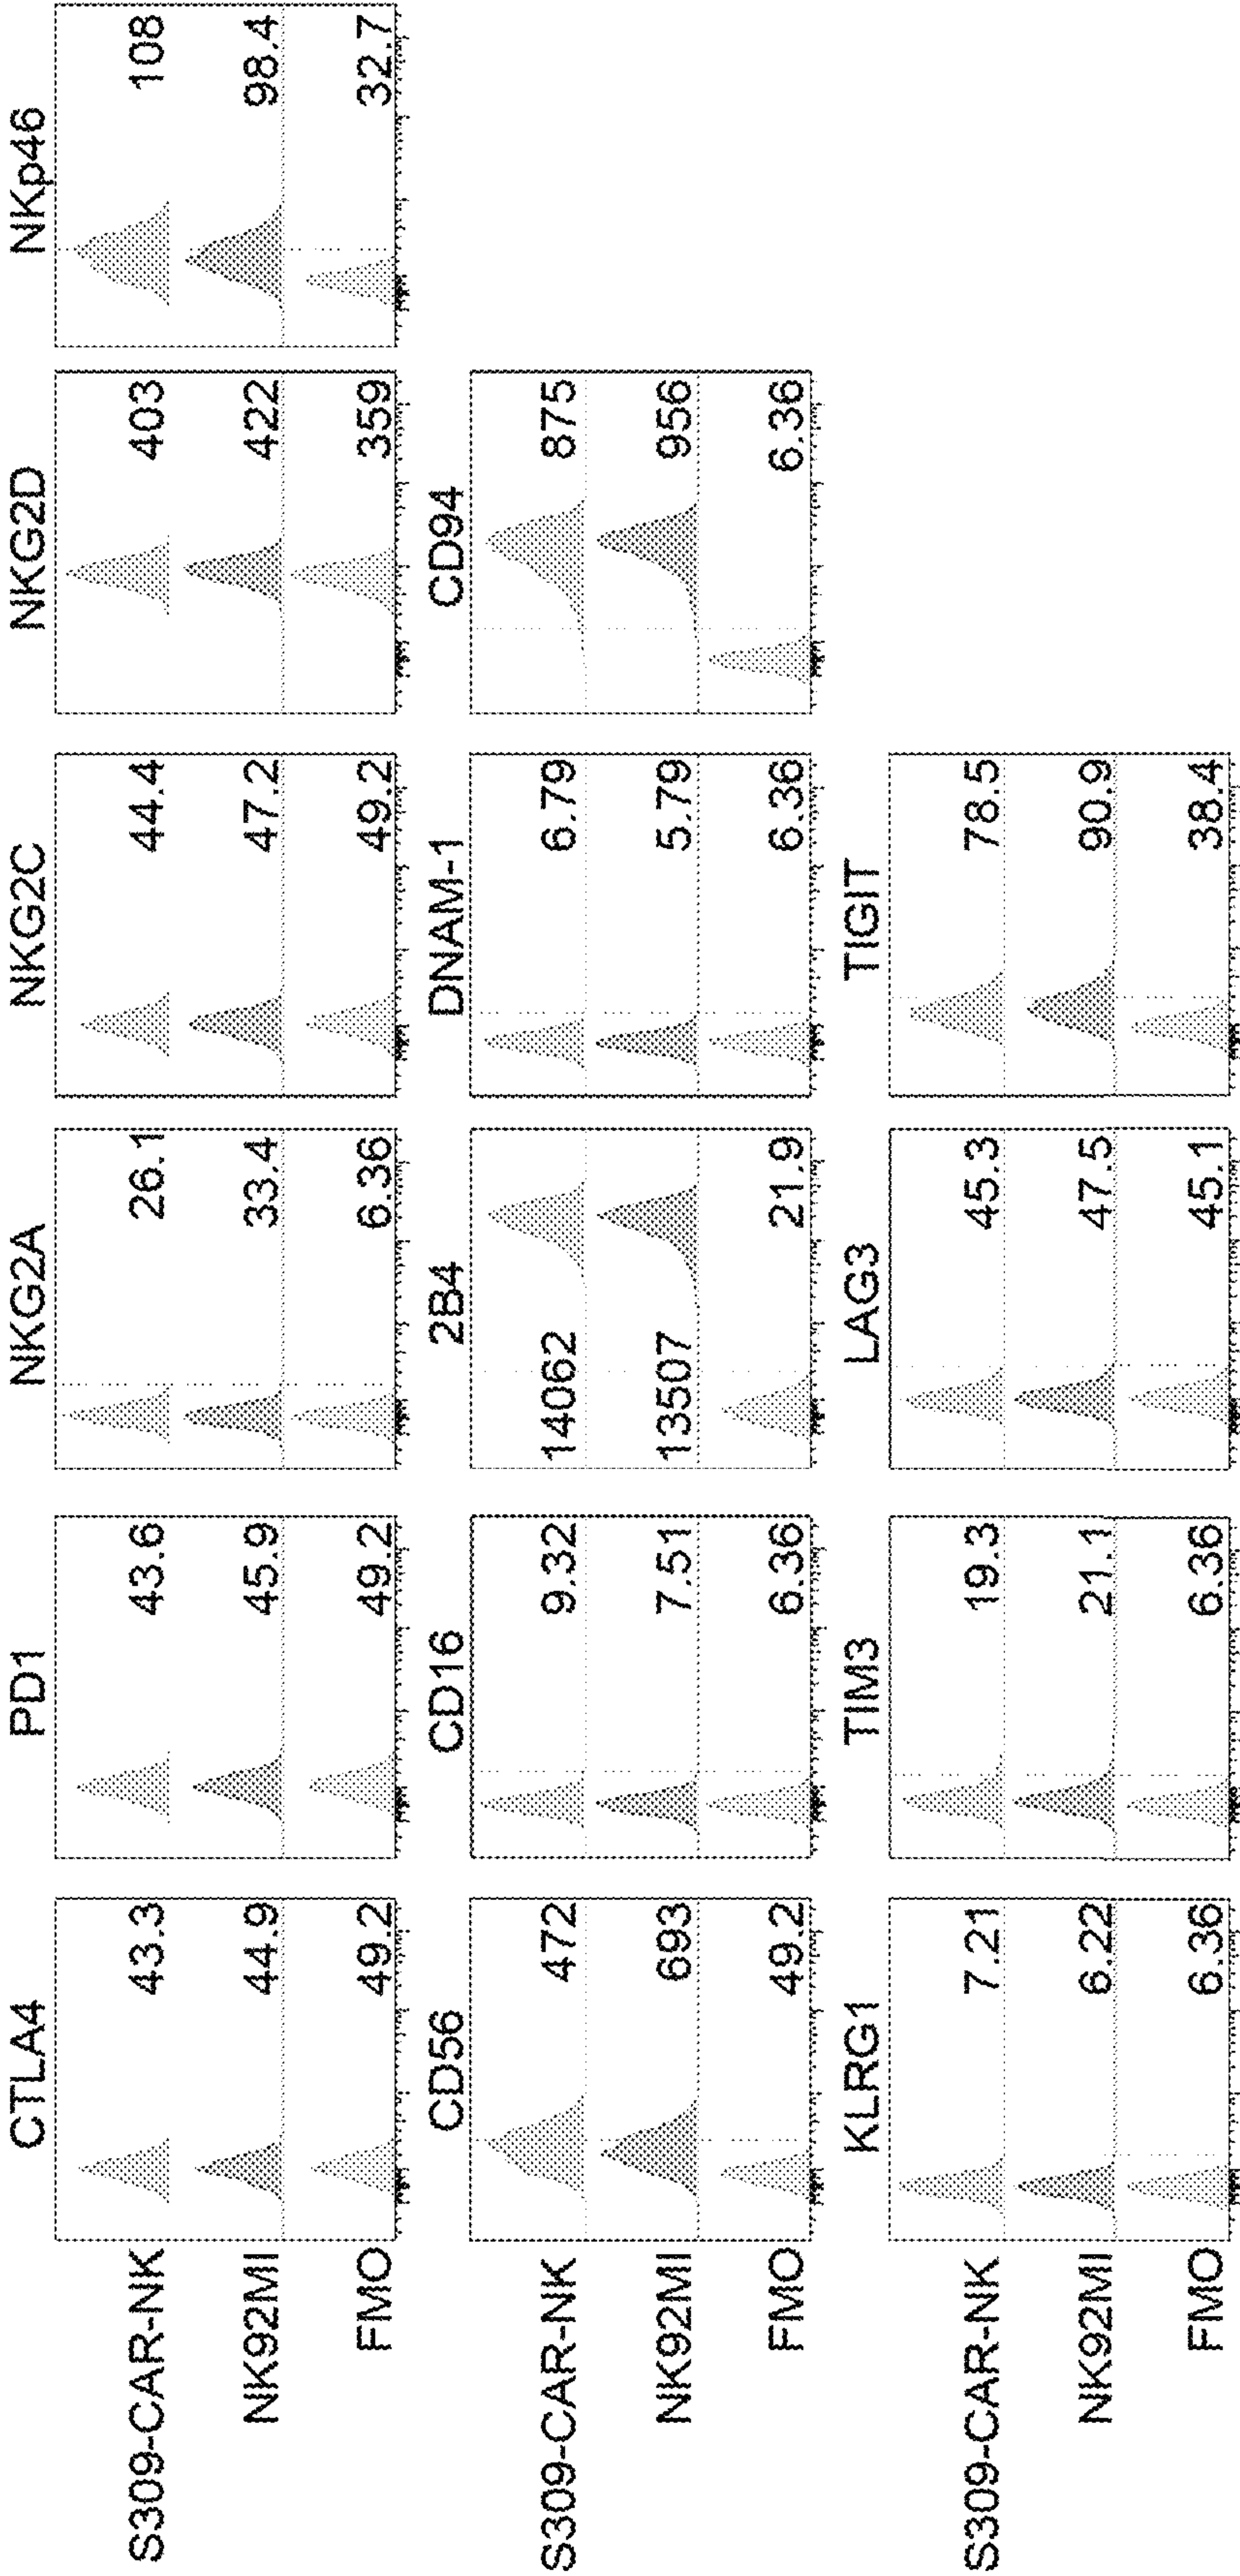 CTLA4 PD1 NKG2A NKG2C NKG2D NKp46
S309-CAR-NK 43.3 43.6 26.1 44.4 403 108
NK92MI 44.9 45.9 33.4 47.2 422 98.4
FMO 49.2 49.2 6.36 49.2 359 32.7
CD56 CD16 2B4 DNAM-1 CD94
S309-CAR-NK 472 9.32 14062 6.79 875
NK92MI 693 7.51 13507 5.79 956
FMO 49.2 6.36 21.9 6.36 6.36
KLRG1 TIM3 LAG3 TIGIT
S309-CAR-NK 7.21 19.3 45.3 78.5
NK92MI 6.22 21.1 47.5 90.9
FMO 6.36 6.36 45.1 38.4